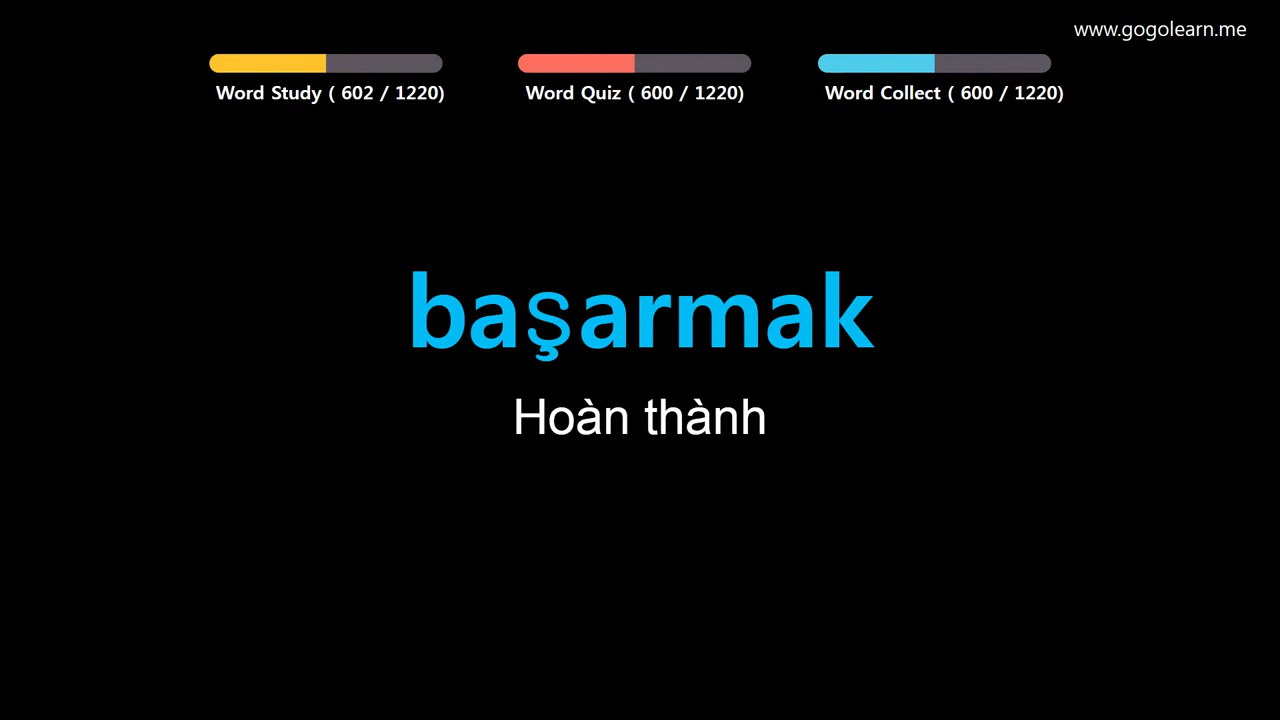 www.gogolearn.me
Word Study ( 602 / 1220)
Word Quiz ( 600 / 1220)
Word Collect ( 600 / 1220)
başarmak
Hoàn thành